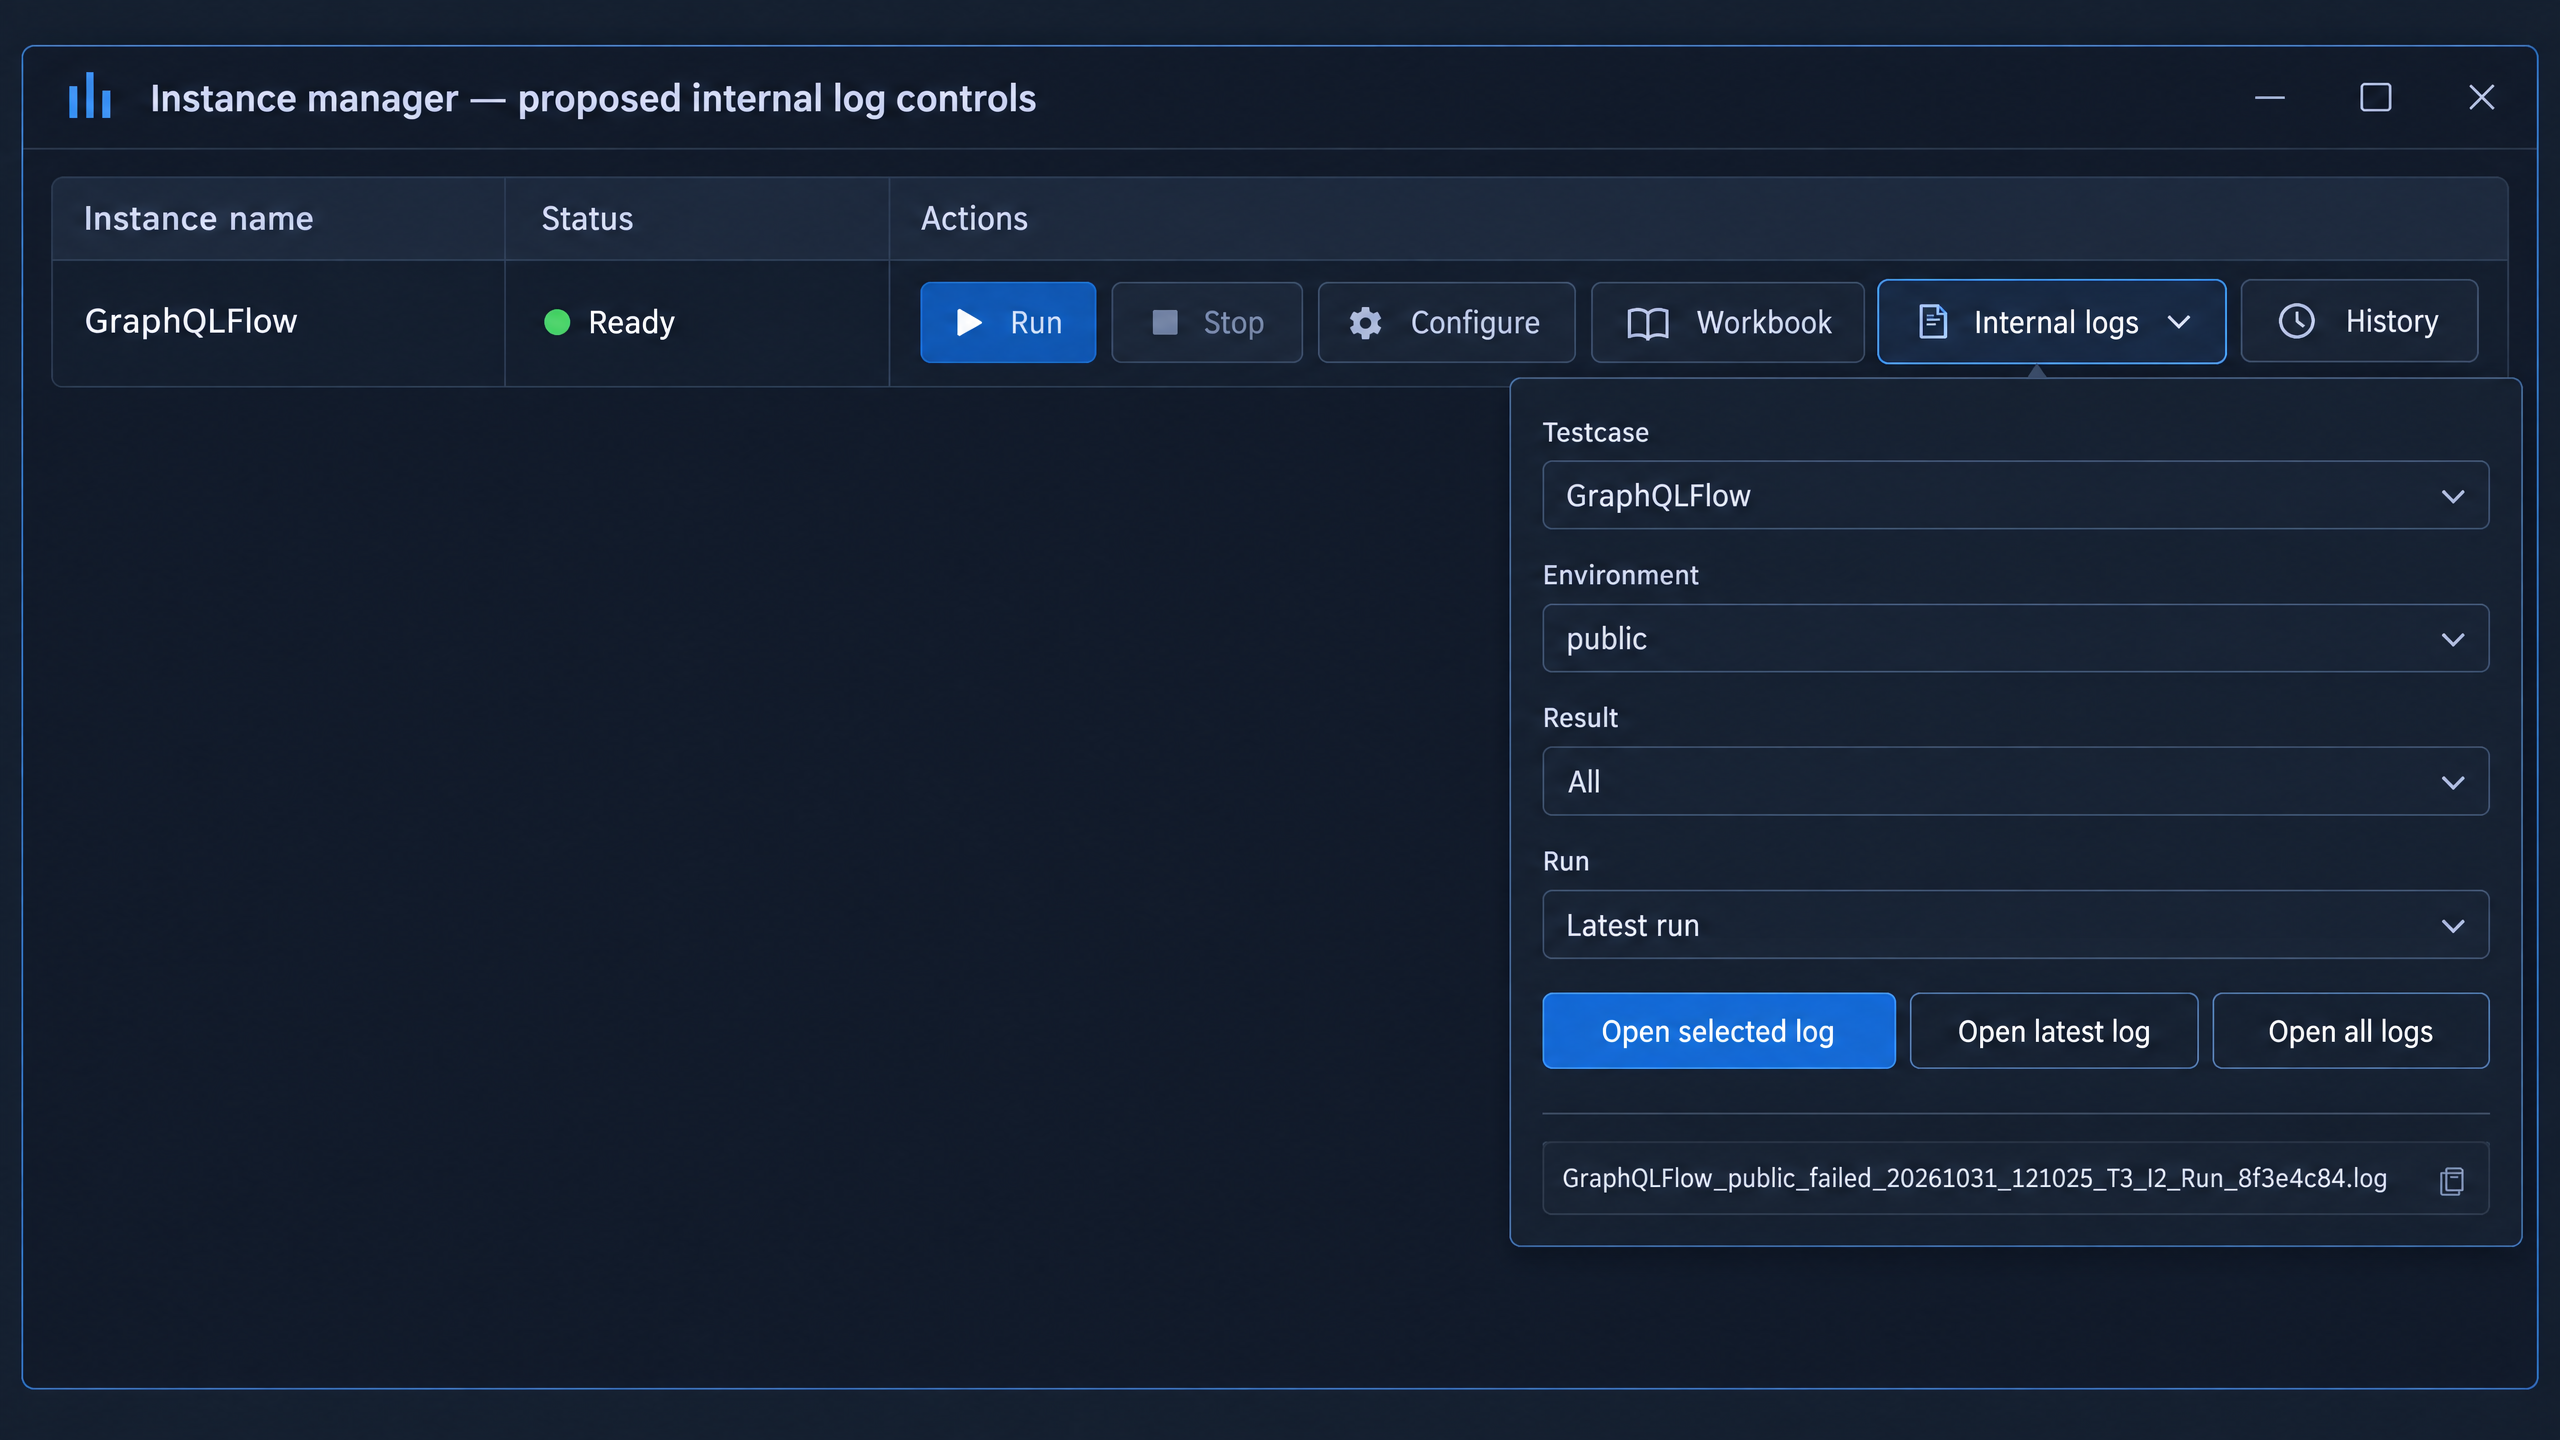 Instance manager — proposed internal log controls
Instance name Status Actions
GraphQLFlow Ready Run Stop Configure Workbook Internal logs History
Testcase
GraphQLFlow
Environment
public
Result
All
Run
Latest run
Open selected log Open latest log Open all logs
GraphQLFlow_public_failed_20261031_121025_T3_I2_Run_8f3e4c84.log